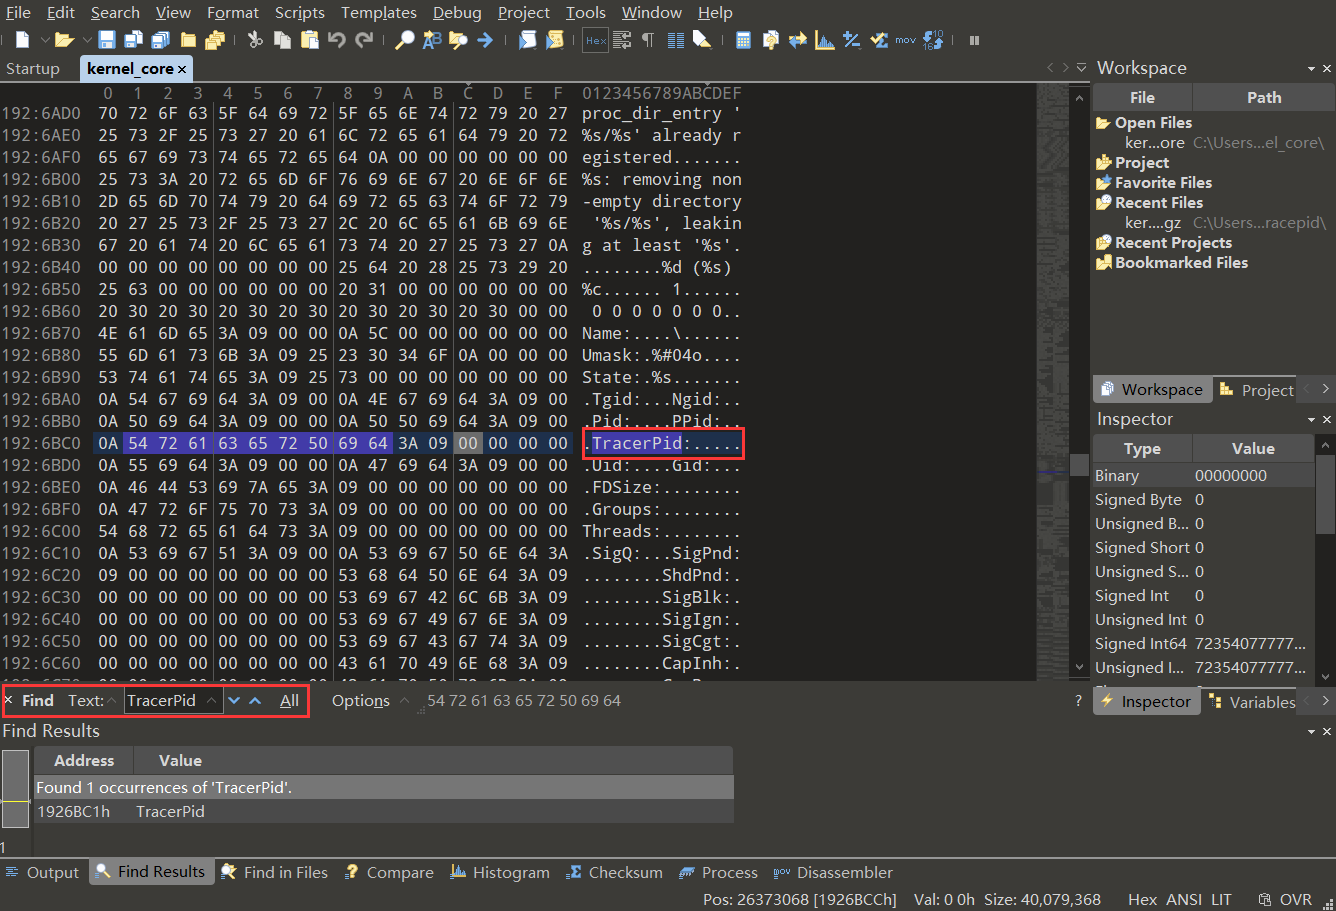 File Edit Search View Format Scripts Templates Debug Project Tools Window Help
Startup kernel_core ×
0 1 2 3 4 5 6 7 8 9 A B C D E F 0123456789ABCDEF
192:6AD0 70 72 6F 63 5F 64 69 72 5F 65 6E 74 72 79 20 27 proc_dir_entry '
192:6AE0 25 73 2F 25 73 27 20 61 6C 72 65 61 64 79 20 72 %s/%s' already r
192:6AF0 65 67 69 73 74 65 72 65 64 0A 00 00 00 00 00 00 egistered.......
192:6B00 25 73 3A 20 72 65 6D 6F 76 69 6E 67 20 6E 6F 6E %s: removing non
192:6B10 2D 65 6D 70 74 79 20 64 69 72 65 63 74 6F 72 79 -empty directory
192:6B20 20 27 25 73 2F 25 73 27 2C 20 6C 65 61 6B 69 6E '%s/%s', leakin
192:6B30 67 20 61 74 20 6C 65 61 73 74 20 27 25 73 27 0A g at least '%s'.
192:6B40 00 00 00 00 00 00 00 00 25 64 20 28 25 73 29 20 ........%d (%s)
192:6B50 25 63 00 00 00 00 00 00 20 31 00 00 00 00 00 00 %c...... 1......
192:6B60 20 30 20 30 20 30 20 30 20 30 20 30 20 30 00 00 0 0 0 0 0 0 0..
192:6B70 4E 61 6D 65 3A 09 00 00 0A 5C 00 00 00 00 00 00 Name:....\......
192:6B80 55 6D 61 73 6B 3A 09 25 23 30 34 6F 0A 00 00 00 Umask:.%#04o....
192:6B90 53 74 61 74 65 3A 09 25 73 00 00 00 00 00 00 00 State:.%s.......
192:6BA0 0A 54 67 69 64 3A 09 00 0A 4E 67 69 64 3A 09 00 .Tgid:...Ngid:..
192:6BB0 0A 50 69 64 3A 09 00 00 0A 50 50 69 64 3A 09 00 .Pid:....PPid:..
192:6BC0 0A 54 72 61 63 65 72 50 69 64 3A 09 00 00 00 00 .TracerPid:.....
192:6BD0 0A 55 69 64 3A 09 00 00 0A 47 69 64 3A 09 00 00 .Uid:....Gid:...
192:6BE0 0A 46 44 53 69 7A 65 3A 09 00 00 00 00 00 00 00 .FDSize:........
192:6BF0 0A 47 72 6F 75 70 73 3A 09 00 00 00 00 00 00 00 .Groups:........
192:6C00 54 68 72 65 61 64 73 3A 09 00 00 00 00 00 00 00 Threads:........
192:6C10 0A 53 69 67 51 3A 09 00 0A 53 69 67 50 6E 64 3A .SigQ:...SigPnd:
192:6C20 09 00 00 00 00 00 00 00 53 68 64 50 6E 64 3A 09 ........ShdPnd:.
192:6C30 00 00 00 00 00 00 00 00 53 69 67 42 6C 6B 3A 09 ........SigBlk:.
192:6C40 00 00 00 00 00 00 00 00 53 69 67 49 67 6E 3A 09 ........SigIgn:.
192:6C50 00 00 00 00 00 00 00 00 53 69 67 43 67 74 3A 09 ........SigCgt:.
192:6C60 00 00 00 00 00 00 00 00 43 61 70 49 6E 68 3A 09 ........CapInh:.
× Find Text: TracerPid All Options 54 72 61 63 65 72 50 69 64 ?
Find Results
Address Value
Found 1 occurrences of 'TracerPid'.
1926BC1h TracerPid
1
Workspace
File Path
Open Files
ker...ore C:\Users...el_core\
Project
Favorite Files
Recent Files
ker....gz C:\Users...racepid\
Recent Projects
Bookmarked Files
Workspace Project
Inspector
Type Value
Binary 00000000
Signed Byte 0
Unsigned B... 0
Signed Short 0
Unsigned S... 0
Signed Int 0
Unsigned Int 0
Signed Int64 72354077777...
Unsigned I... 72354077777...
Inspector Variables
Output Find Results Find in Files Compare Histogram Checksum Process Disassembler
Pos: 26373068 [1926BCCh] Val: 0 0h Size: 40,079,368 Hex ANSI LIT OVR